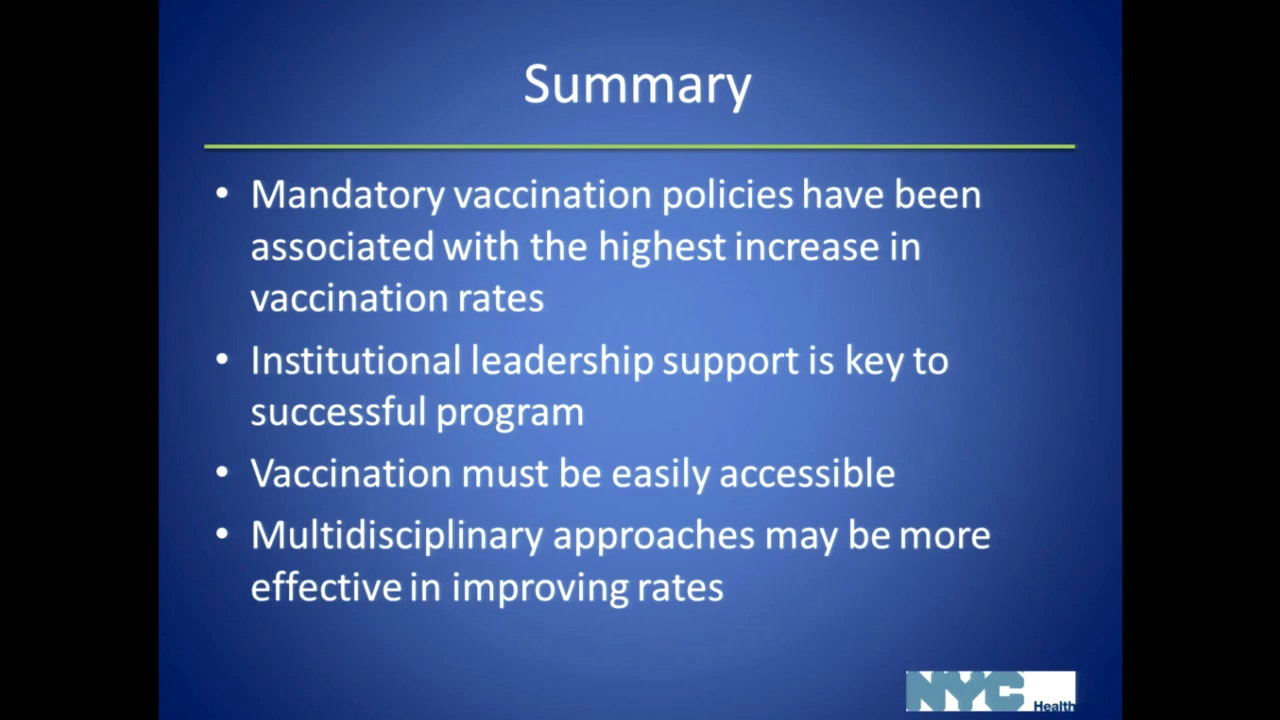 Summary
• Mandatory vaccination policies have been
associated with the highest increase in
vaccination rates
• Institutional leadership support is key to
successful program
• Vaccination must be easily accessible
• Multidisciplinary approaches may be more
effective in improving rates
NYC Health